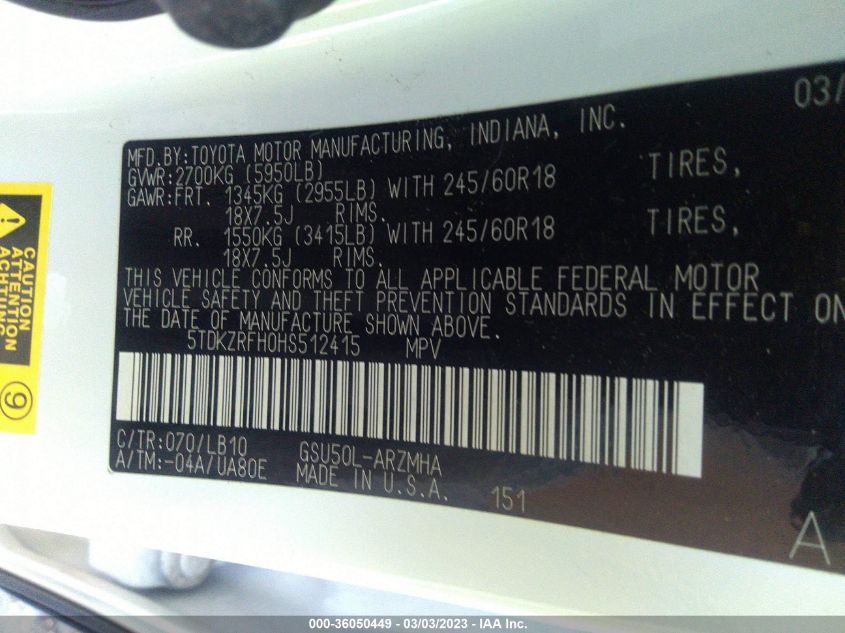 03/
MFD.BY:TOYOTA MOTOR MANUFACTURING, INDIANA, INC.
GVWR:2700KG (5950LB)
GAWR:FRT. 1345KG (2955LB) WITH 245/60R18 TIRES,
18X7.5J RIMS.
RR. 1550KG (3415LB) WITH 245/60R18 TIRES,
18X7.5J RIMS.
THIS VEHICLE CONFORMS TO ALL APPLICABLE FEDERAL MOTOR
VEHICLE SAFETY AND THEFT PREVENTION STANDARDS IN EFFECT ON
THE DATE OF MANUFACTURE SHOWN ABOVE.
5TDKZRFH0HS512415 MPV
C/TR:070/LB10 GSU50L-ARZMHA
A/TM:-04A/UA80E MADE IN U.S.A. 151
A
CAUTION
ATTENTION
ACHTUNG
9
000-36050449 - 03/03/2023 - IAA Inc.